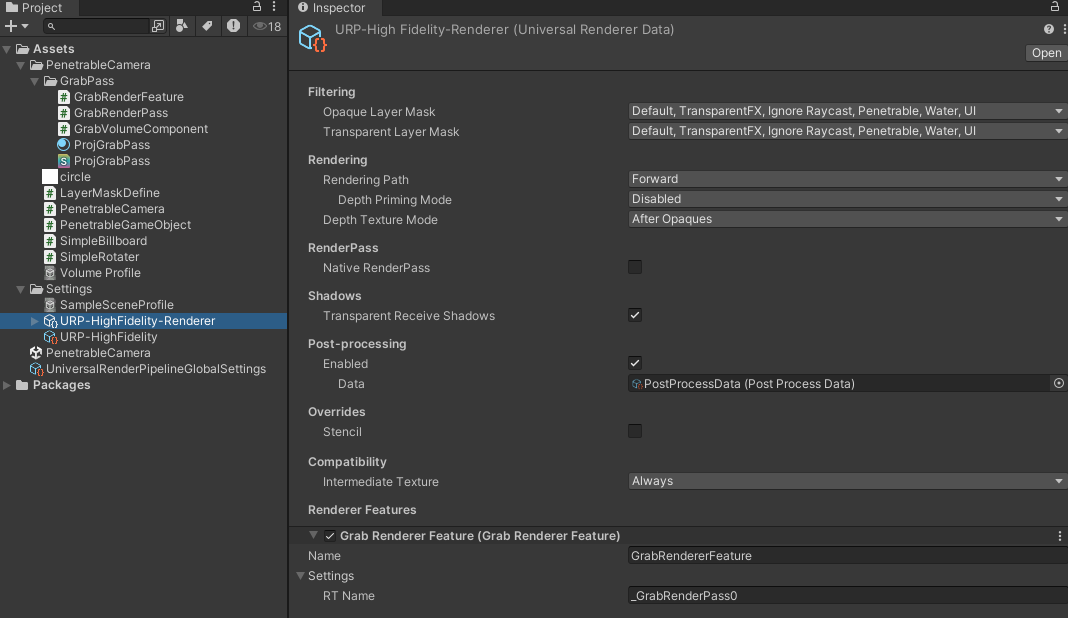 Project
18
Assets
PenetrableCamera
GrabPass
GrabRenderFeature
GrabRenderPass
GrabVolumeComponent
ProjGrabPass
ProjGrabPass
circle
LayerMaskDefine
PenetrableCamera
PenetrableGameObject
SimpleBillboard
SimpleRotater
Volume Profile
Settings
SampleSceneProfile
URP-HighFidelity-Renderer
URP-HighFidelity
PenetrableCamera
UniversalRenderPipelineGlobalSettings
Packages
Inspector
URP-High Fidelity-Renderer (Universal Renderer Data)
Open
Filtering
Opaque Layer Mask Default, TransparentFX, Ignore Raycast, Penetrable, Water, UI
Transparent Layer Mask Default, TransparentFX, Ignore Raycast, Penetrable, Water, UI
Rendering
Rendering Path Forward
Depth Priming Mode Disabled
Depth Texture Mode After Opaques
RenderPass
Native RenderPass
Shadows
Transparent Receive Shadows
Post-processing
Enabled
Data PostProcessData (Post Process Data)
Overrides
Stencil
Compatibility
Intermediate Texture Always
Renderer Features
Grab Renderer Feature (Grab Renderer Feature)
Name GrabRendererFeature
Settings
RT Name _GrabRenderPass0